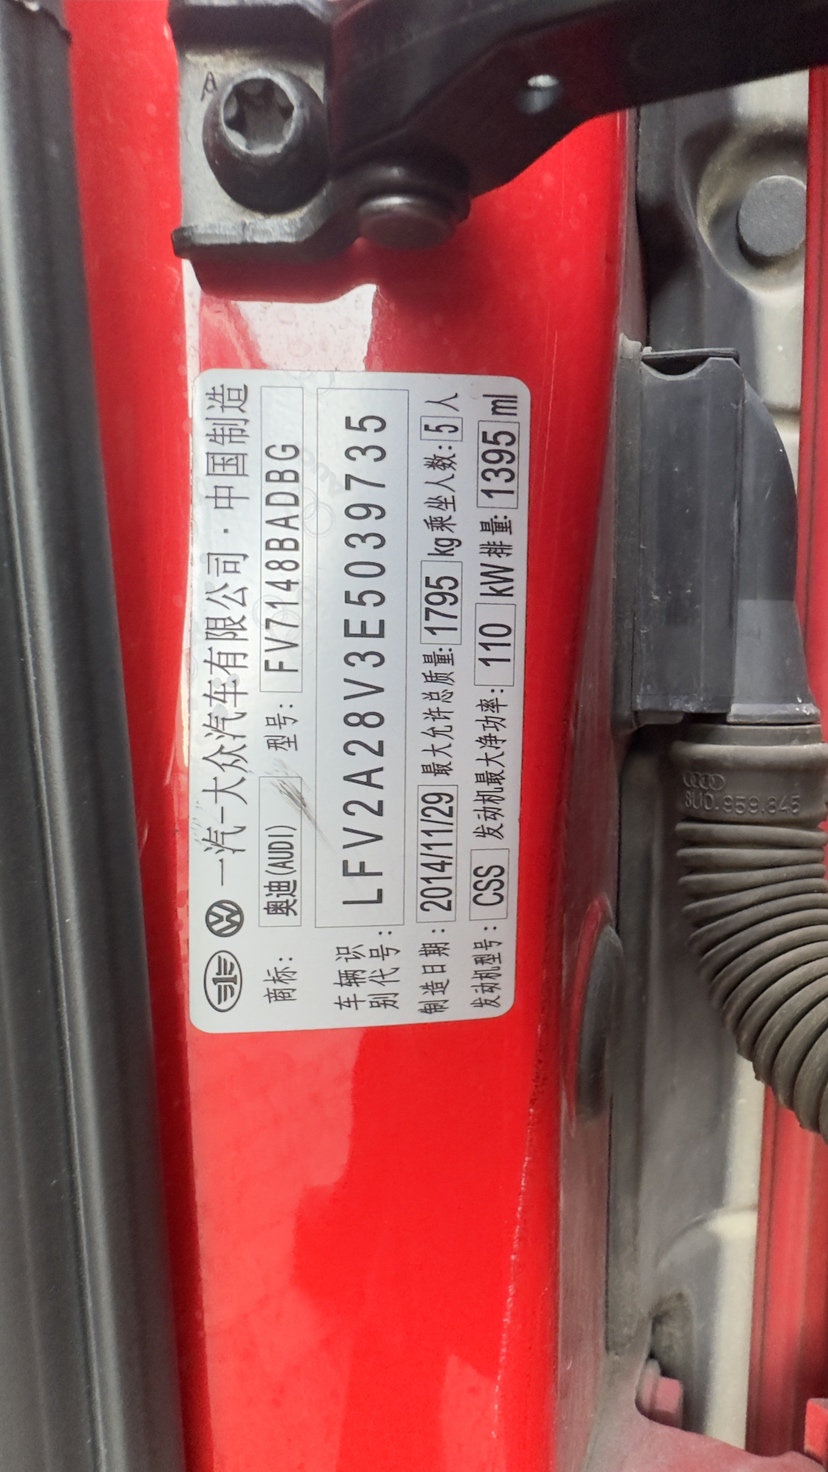 一汽-大众汽车有限公司·中国制造
商标: 奥迪(AUDI) 型号: FV7148BADBG
车辆识别代号: LFV2A28V3E5039735
制造日期: 2014/11/29 最大允许总质量: 1795 kg 乘坐人数: 5 人
发动机型号: CSS 发动机最大净功率: 110 kW 排量: 1395 ml
A
8U0.959.845